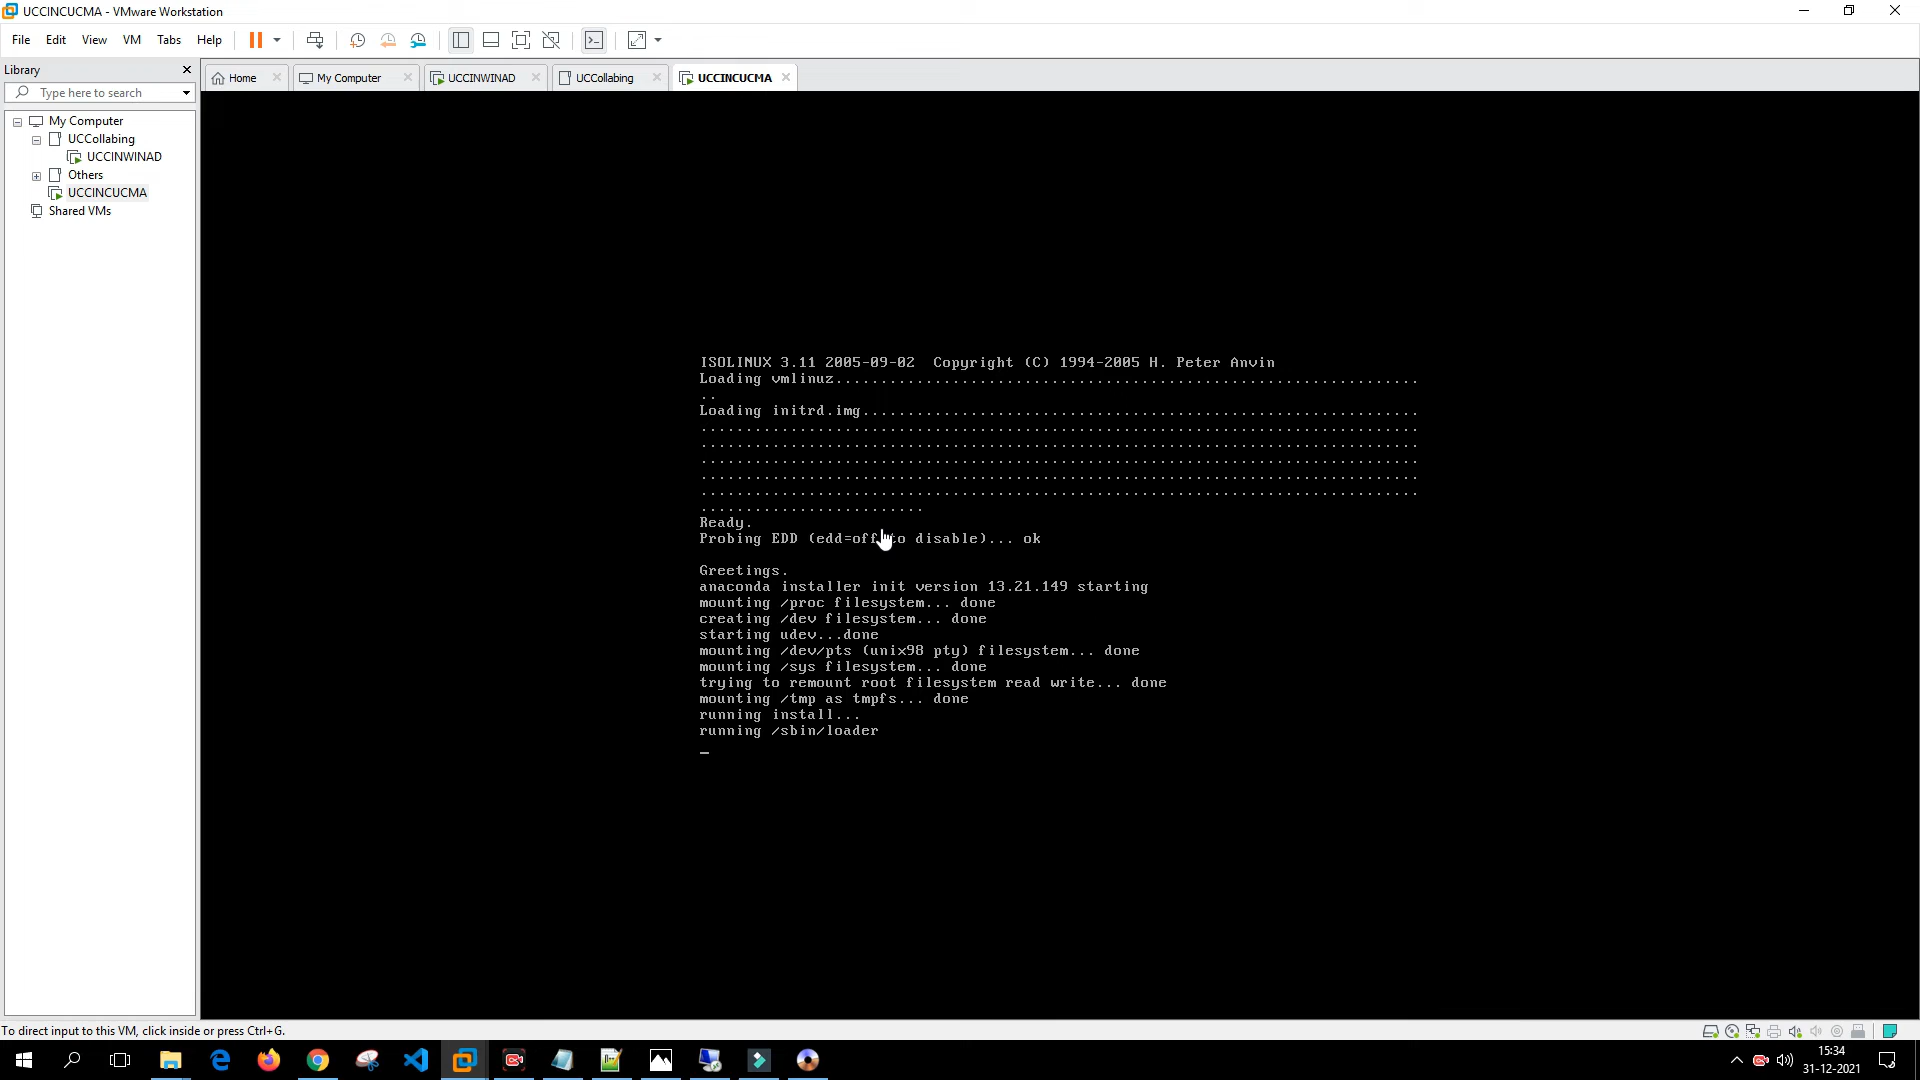 UCCINCUCMA - VMware Workstation
File Edit View VM Tabs Help
Library
Type here to search
My Computer
UCCollabing
UCCINWINAD
Others
UCCINCUCMA
Shared VMs
Home My Computer UCCINWINAD UCCollabing UCCINCUCMA
ISOLINUX 3.11 2005-09-02 Copyright (C) 1994-2005 H. Peter Anvin
Loading vmlinuz................................................................
..
Loading initrd.img..............................................................
................................................................................
................................................................................
................................................................................
................................................................................
................................................................................
.........................
Ready.
Probing EDD (edd=off to disable)... ok
Greetings.
anaconda installer init version 13.21.149 starting
mounting /proc filesystem... done
creating /dev filesystem... done
starting udev...done
mounting /dev/pts (unix98 pty) filesystem... done
mounting /sys filesystem... done
trying to remount root filesystem read write... done
mounting /tmp as tmpfs... done
running install...
running /sbin/loader
_
To direct input to this VM, click inside or press Ctrl+G.
15:34
31-12-2021